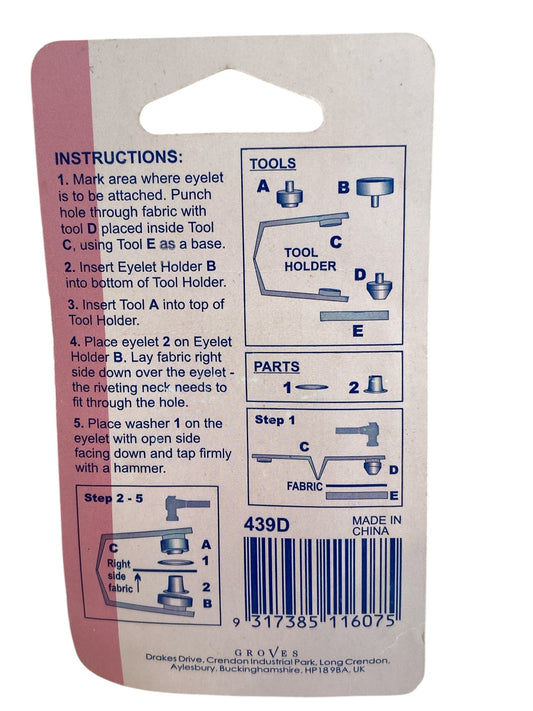 INSTRUCTIONS:
1. Mark area where eyelet
is to be attached. Punch
hole through fabric with
tool D placed inside Tool
C, using Tool E as a base.
2. Insert Eyelet Holder B
into bottom of Tool Holder.
3. Insert Tool A into top of
Tool Holder.
4. Place eyelet 2 on Eyelet
Holder B. Lay fabric right
side down over the eyelet -
the riveting neck needs to
fit through the hole.
5. Place washer 1 on the
eyelet with open side
facing down and tap firmly
with a hammer.
TOOLS
A
B
C
TOOL
HOLDER
D
E
PARTS
1
2
Step 1
C
D
FABRIC
E
Step 2 - 5
C
A
Right
side
fabric
1
2
B
439D
MADE IN
CHINA
9 317385 116075
GROVES
Drakes Drive, Crendon Industrial Park, Long Crendon,
Aylesbury, Buckinghamshire, HP18 9BA, UK